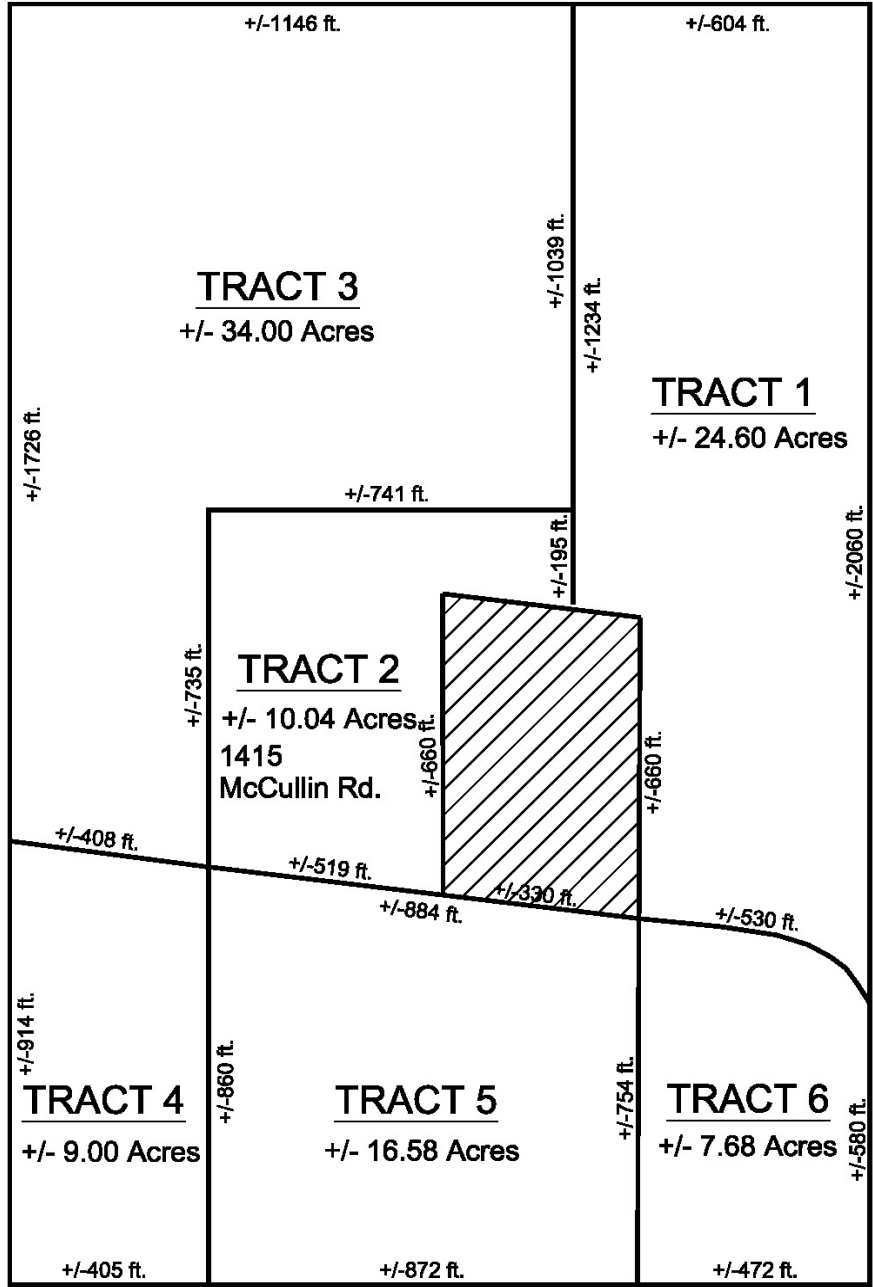 +/-1146 ft.
+/-604 ft.
+/-1039 ft.
+/-1234 ft.
TRACT 3
+/- 34.00 Acres
TRACT 1
+/- 24.60 Acres
+/-1726 ft.
+/-741 ft.
+/-195 ft.
+/-2060 ft.
+/-735 ft.
TRACT 2
+/- 10.04 Acres
1415
McCullin Rd.
+/-660 ft.
+/-660 ft.
+/-408 ft.
+/-519 ft.
+/-330 ft.
+/-884 ft.
+/-530 ft.
+/-914 ft.
+/-860 ft.
+/-754 ft.
+/-580 ft.
TRACT 4
+/- 9.00 Acres
TRACT 5
+/- 16.58 Acres
TRACT 6
+/- 7.68 Acres
+/-405 ft.
+/-872 ft.
+/-472 ft.